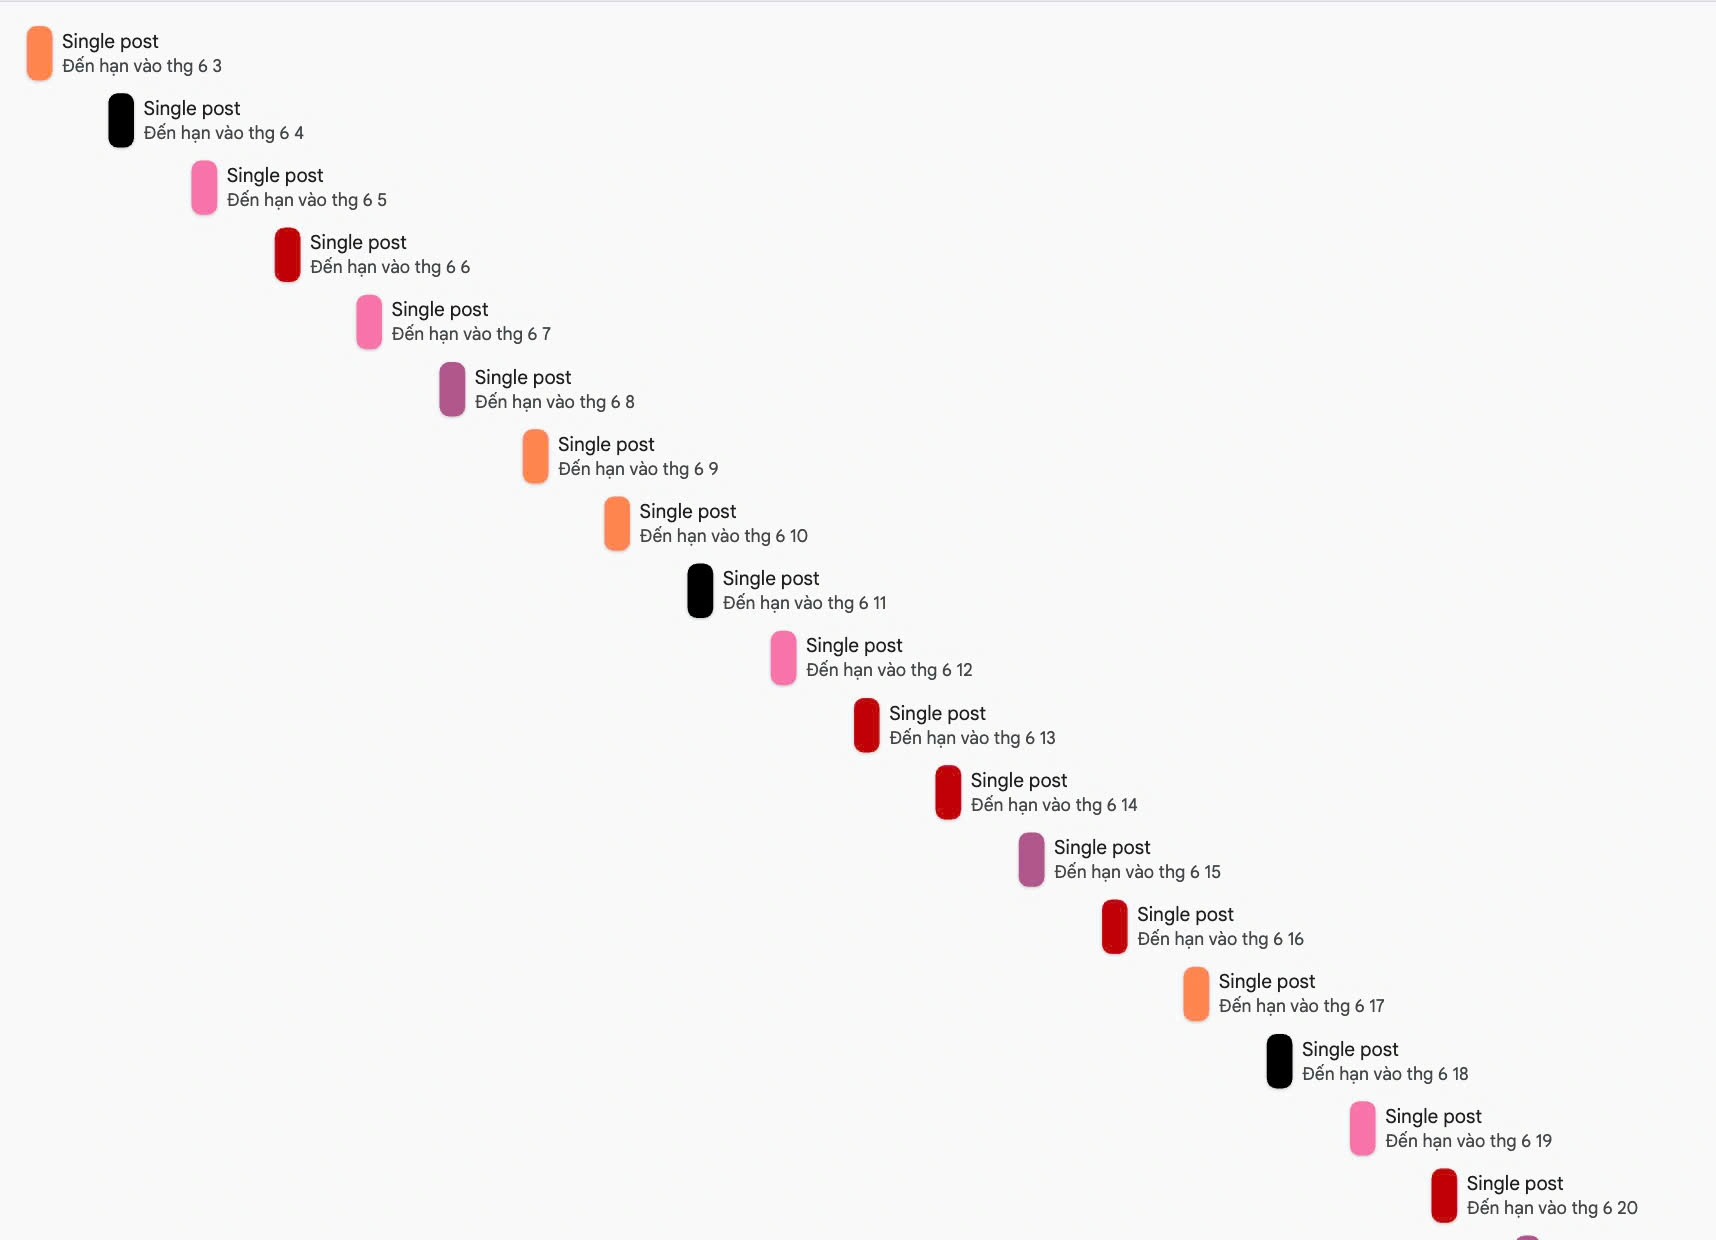 Single post
Đến hạn vào thg 6 3
Single post
Đến hạn vào thg 6 4
Single post
Đến hạn vào thg 6 5
Single post
Đến hạn vào thg 6 6
Single post
Đến hạn vào thg 6 7
Single post
Đến hạn vào thg 6 8
Single post
Đến hạn vào thg 6 9
Single post
Đến hạn vào thg 6 10
Single post
Đến hạn vào thg 6 11
Single post
Đến hạn vào thg 6 12
Single post
Đến hạn vào thg 6 13
Single post
Đến hạn vào thg 6 14
Single post
Đến hạn vào thg 6 15
Single post
Đến hạn vào thg 6 16
Single post
Đến hạn vào thg 6 17
Single post
Đến hạn vào thg 6 18
Single post
Đến hạn vào thg 6 19
Single post
Đến hạn vào thg 6 20